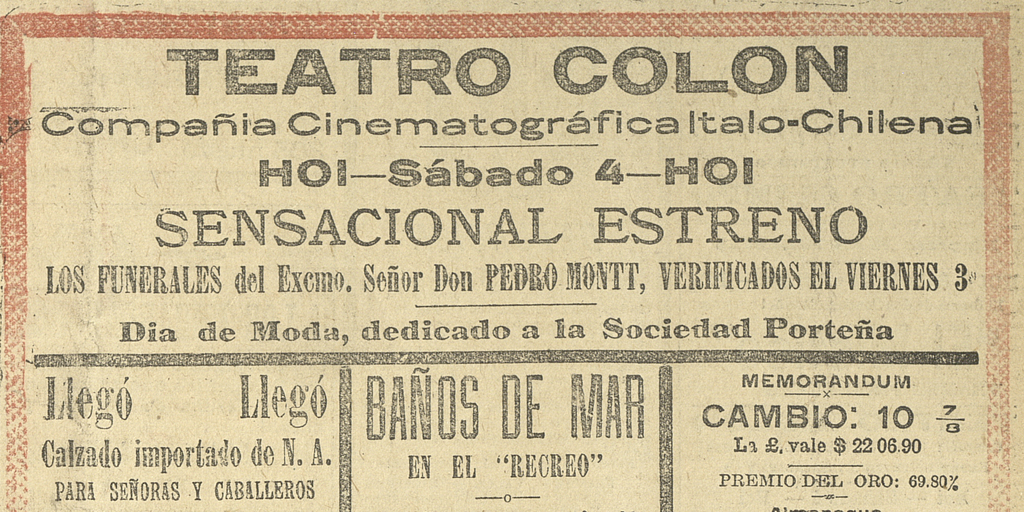 TEATRO COLON
Compañia Cinematográfica Italo-Chilena
HOI—Sábado 4—HOI
SENSACIONAL ESTRENO
LOS FUNERALES del Excmo. Señor Don PEDRO MONTT, VERIFICADOS EL VIERNES 3
Dia de Moda, dedicado a la Sociedad Porteña
Llegó Llegó
Calzado importado de N. A.
PARA SEÑORAS Y CABALLEROS
BAÑOS DE MAR
EN EL "RECREO"
MEMORANDUM
CAMBIO: 10 7/8
La £. vale $ 22 06.90
PREMIO DEL ORO: 69.80%